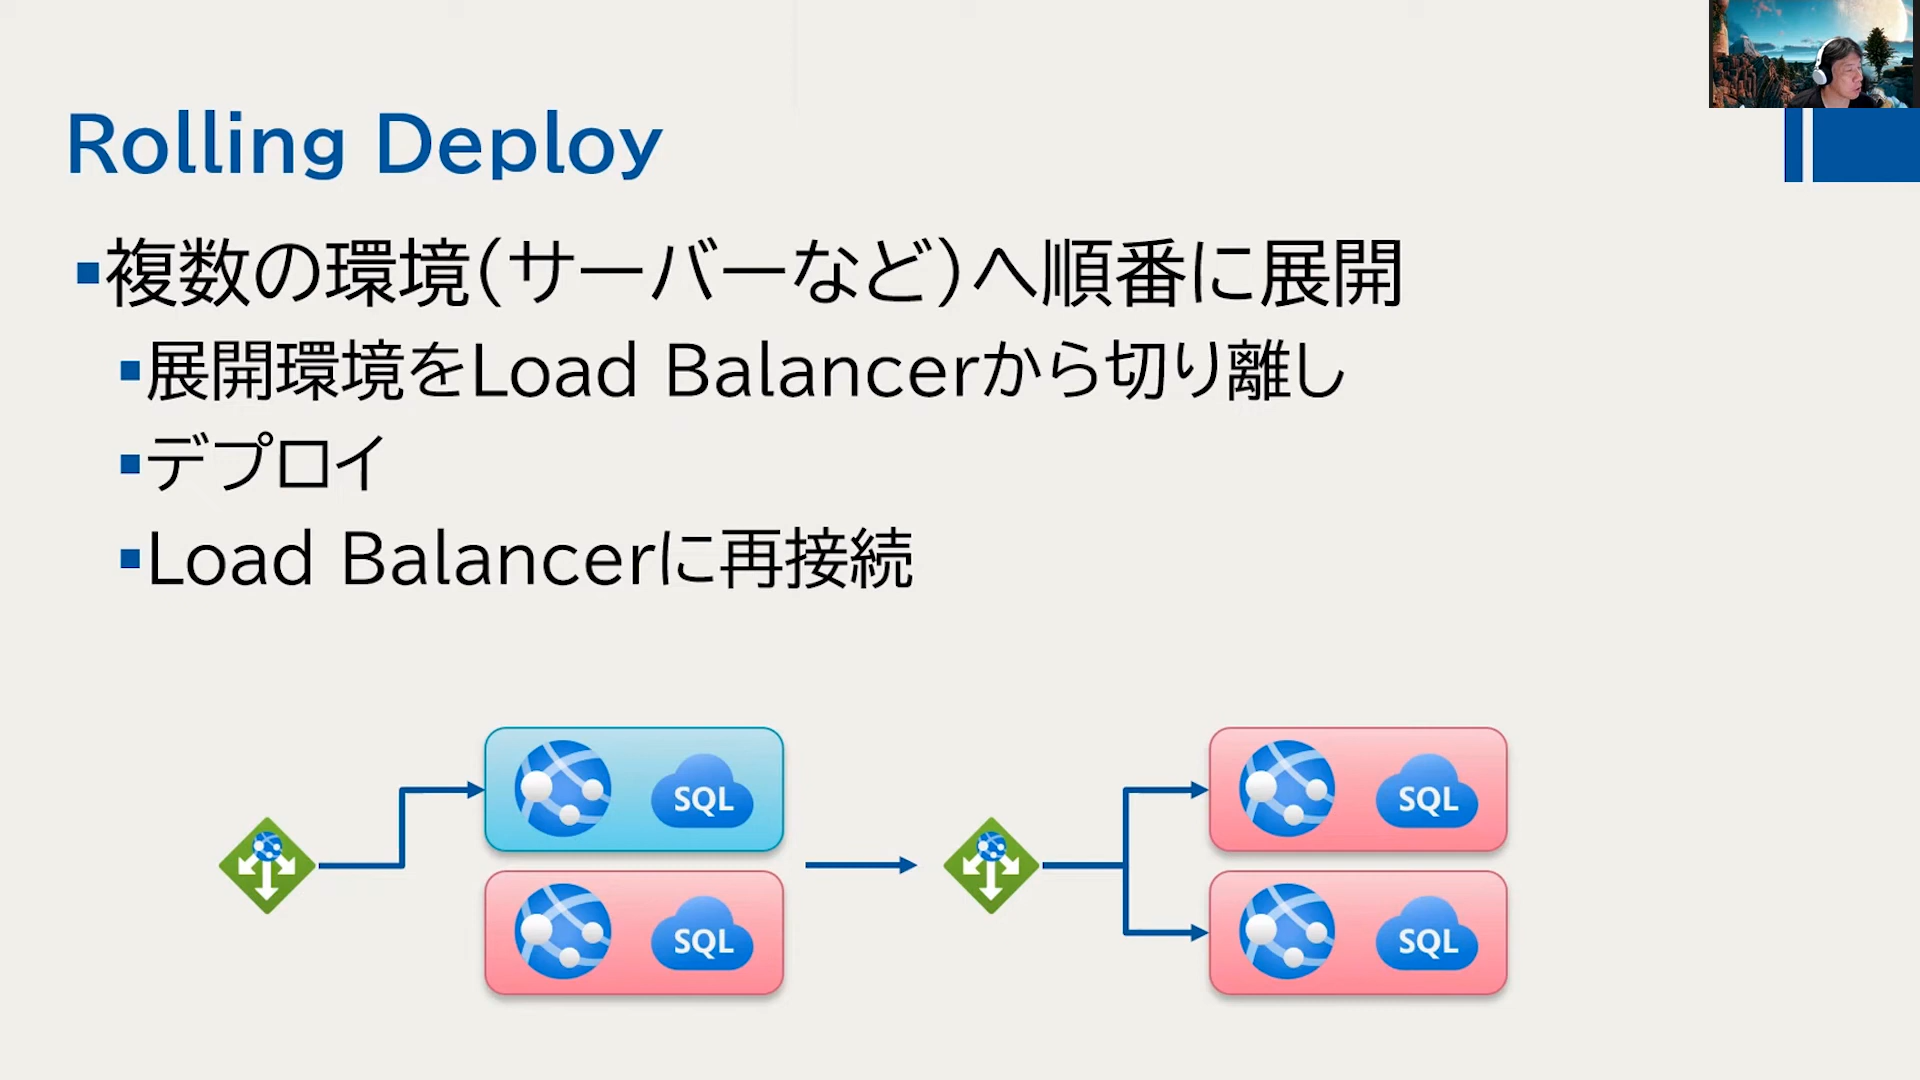 Rolling Deploy
▪複数の環境(サーバーなど)へ順番に展開
▪展開環境をLoad Balancerから切り離し
▪デプロイ
▪Load Balancerに再接続
SQL
SQL
SQL
SQL